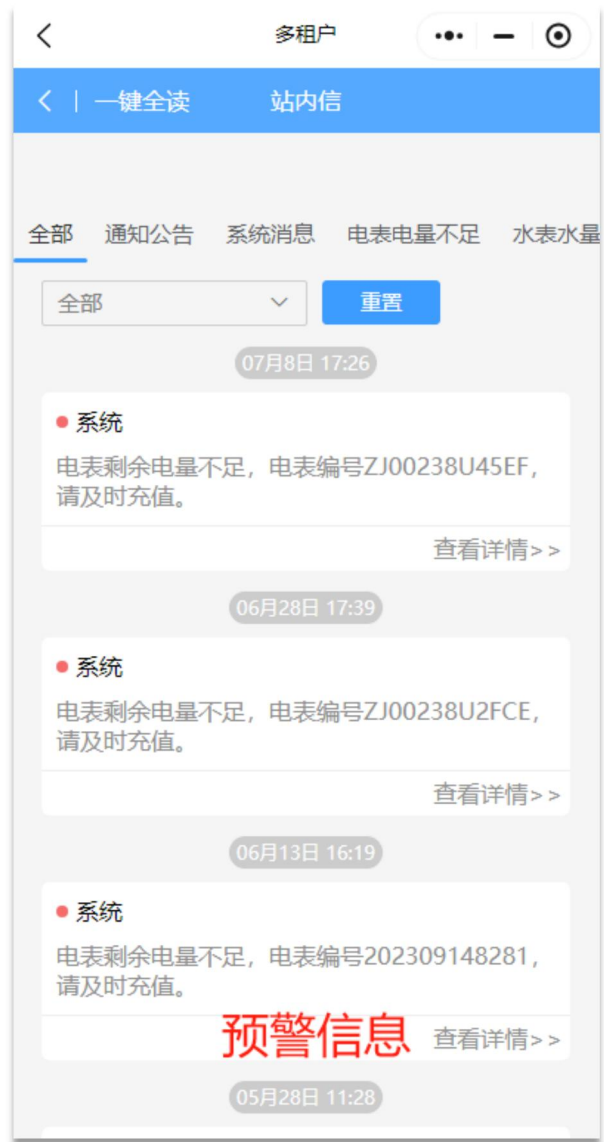 多租户
一键全读 站内信
全部 通知公告 系统消息 电表电量不足 水表水量
全部 重置
07月8日 17:26
系统
电表剩余电量不足，电表编号ZJ00238U45EF，
请及时充值。
查看详情>>
06月28日 17:39
系统
电表剩余电量不足，电表编号ZJ00238U2FCE，
请及时充值。
查看详情>>
06月13日 16:19
系统
电表剩余电量不足，电表编号202309148281，
请及时充值。
预警信息 查看详情>>
05月28日 11:28